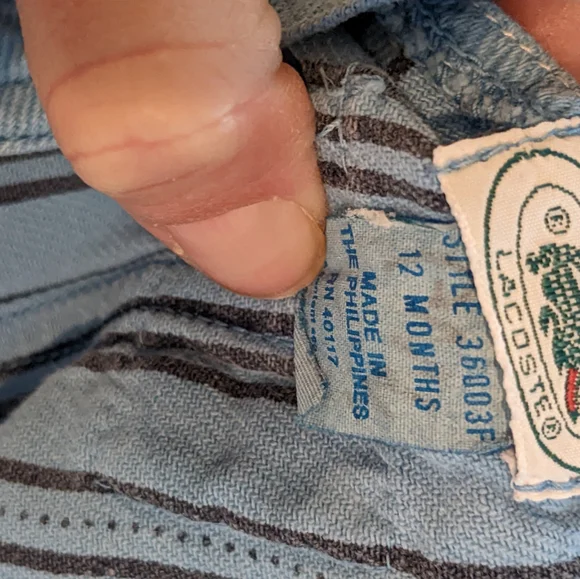 STYLE 36003F
12 MONTHS
MADE IN
THE PHILIPPINES
RN 40117
LACOSTE®